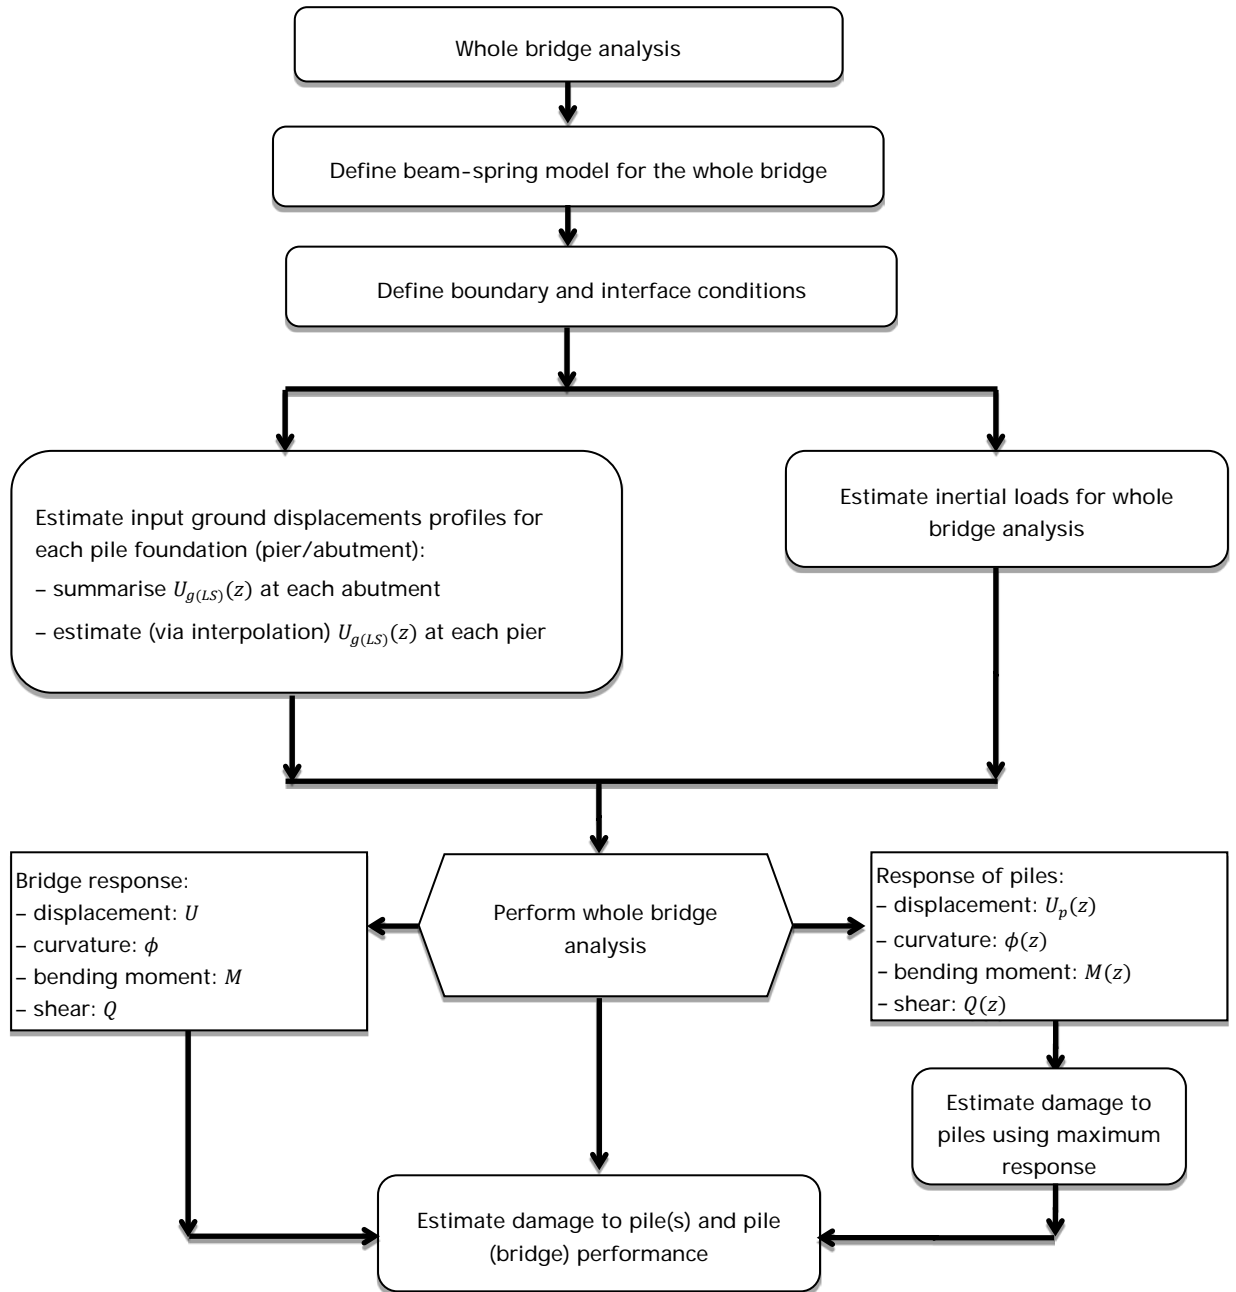 Whole bridge analysis
Define beam-spring model for the whole bridge
Define boundary and interface conditions
Estimate input ground displacements profiles for
each pile foundation (pier/abutment):
– summarise U_{g(LS)}(z) at each abutment
– estimate (via interpolation) U_{g(LS)}(z) at each pier
Estimate inertial loads for whole
bridge analysis
Bridge response:
– displacement: U
– curvature: ϕ
– bending moment: M
– shear: Q
Perform whole bridge
analysis
Response of piles:
– displacement: U_p(z)
– curvature: ϕ(z)
– bending moment: M(z)
– shear: Q(z)
Estimate damage to
piles using maximum
response
Estimate damage to pile(s) and pile
(bridge) performance